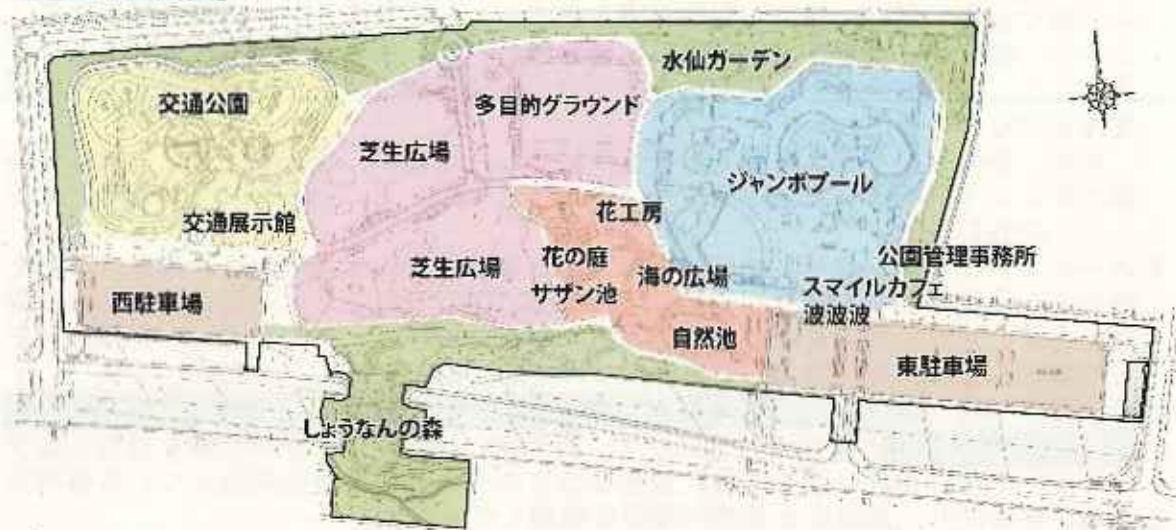 水仙ガーデン
交通公園
多目的グラウンド
芝生広場
ジャンボプール
交通展示館
花工房
公園管理事務所
芝生広場
花の庭
海の広場
サザン池
スマイルカフェ
波波波
西駐車場
自然池
東駐車場
しょうなんの森